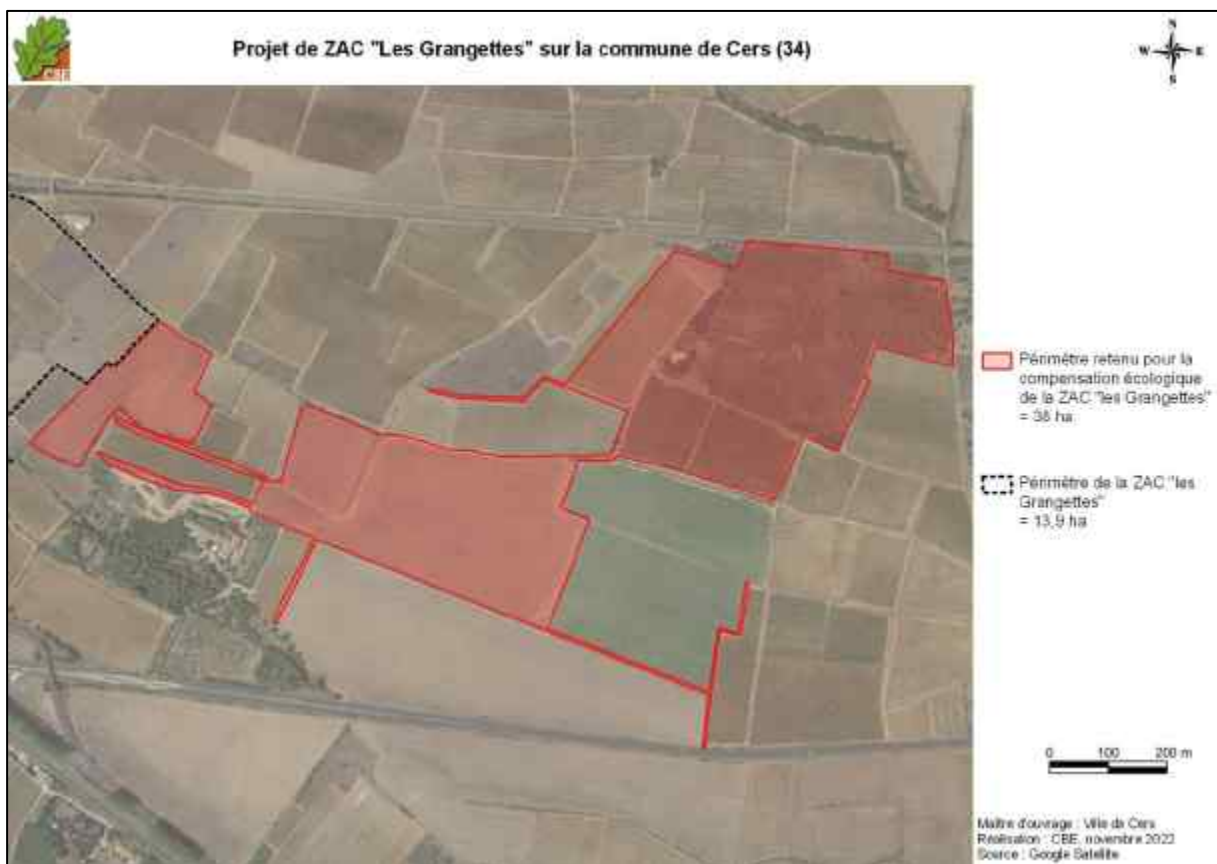 CBE
Projet de ZAC "Les Grangettes" sur la commune de Cers (34)
N
W E
S
Périmètre retenu pour la
compensation écologique
de la ZAC "les Grangettes"
= 38 ha
Périmètre de la ZAC "les
Grangettes"
= 13,9 ha
0 100 200 m
Maître d'ouvrage : Ville de Cers
Réalisation : CBE, novembre 2022
Source : Google Satellite